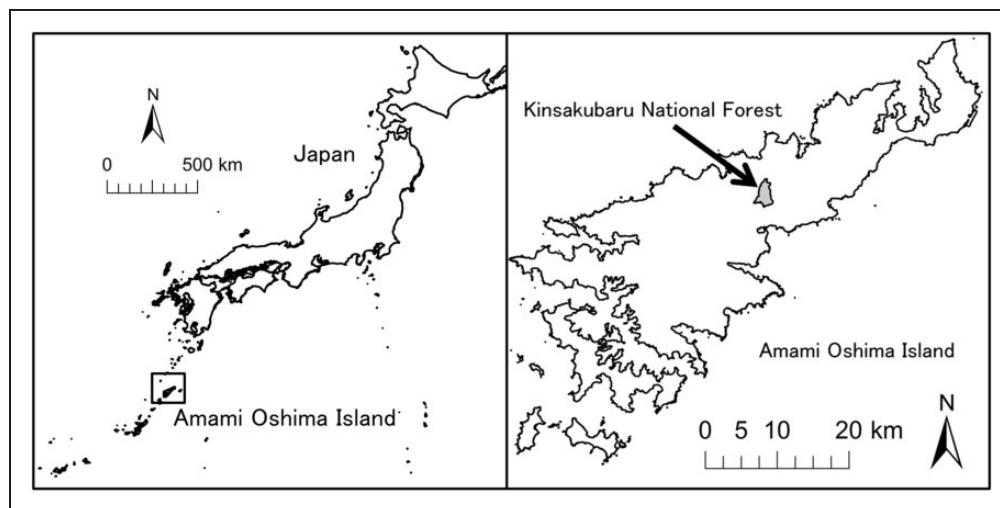 N
0 500 km
Japan
Amami Oshima Island
Kinsakubaru National Forest
Amami Oshima Island
N
0 5 10 20 km